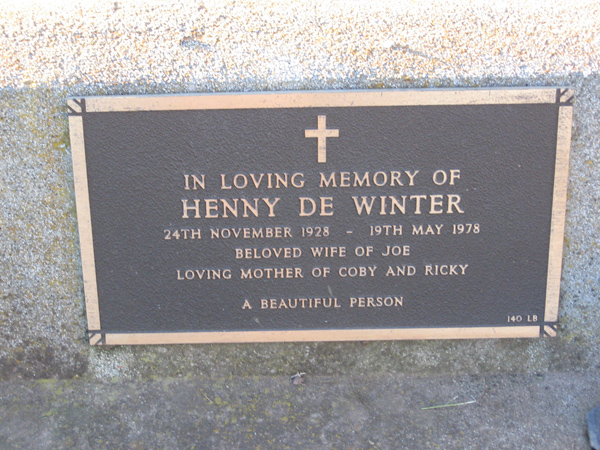 IN LOVING MEMORY OF
HENNY DE WINTER
24TH NOVEMBER 1928 - 19TH MAY 1978
BELOVED WIFE OF JOE
LOVING MOTHER OF COBY AND RICKY
A BEAUTIFUL PERSON
140 LB